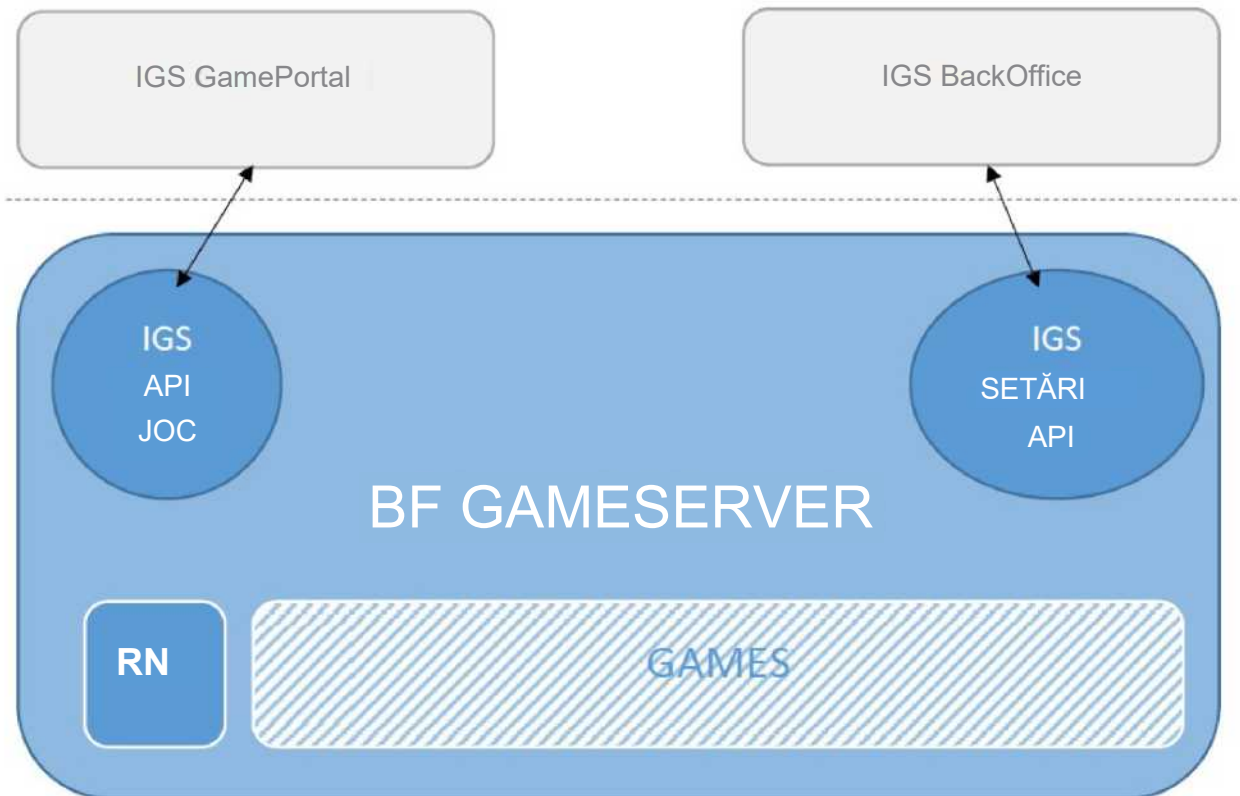 IGS GamePortal
IGS BackOffice
IGS
API
JOC
IGS
SETĂRI
API
BF GAMESERVER
RN
GAMES